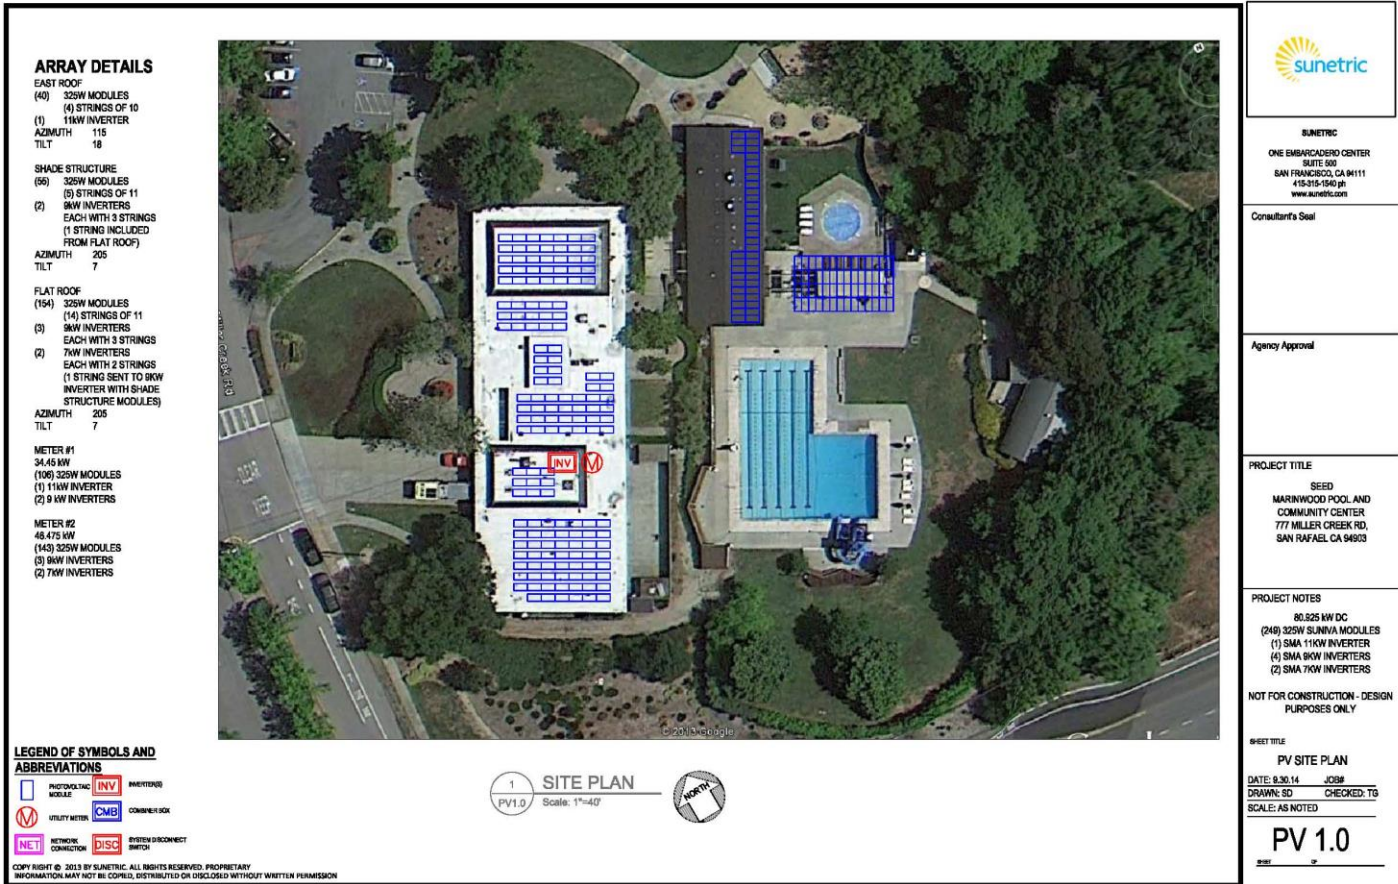 ARRAY DETAILS
EAST ROOF
(40) 325W MODULES
(4) STRINGS OF 10
(1) 11kW INVERTER
AZIMUTH 115
TILT 18
SHADE STRUCTURE
(55) 325W MODULES
(5) STRINGS OF 11
(2) 9kW INVERTERS
EACH WITH 3 STRINGS
(1 STRING INCLUDED
FROM FLAT ROOF)
AZIMUTH 205
TILT 7
FLAT ROOF
(154) 325W MODULES
(14) STRINGS OF 11
(3) 9kW INVERTERS
EACH WITH 3 STRINGS
(2) 7kW INVERTERS
EACH WITH 2 STRINGS
(1 STRING SENT TO 9KW
INVERTER WITH SHADE
STRUCTURE MODULES)
AZIMUTH 205
TILT 7
METER #1
34.45 kW
(106) 325W MODULES
(1) 11kW INVERTER
(2) 9 kW INVERTERS
METER #2
46.475 kW
(143) 325W MODULES
(3) 9kW INVERTERS
(2) 7kW INVERTERS
N
INV
M
CLEAR
© 2013 Google
LEGEND OF SYMBOLS AND
ABBREVIATIONS
PHOTOVOLTAIC
MODULE
INV
INVERTER(S)
M
UTILITY METER
CMB
COMBINER BOX
NET
NETWORK
CONNECTION
DISC
SYSTEM DISCONNECT
SWITCH
COPY RIGHT © 2013 BY SUNETRIC. ALL RIGHTS RESERVED. PROPRIETARY
INFORMATION MAY NOT BE COPIED, DISTRIBUTED OR DISCLOSED WITHOUT WRITTEN PERMISSION
1
PV1.0
SITE PLAN
Scale: 1"=40'
NORTH
sunetric
SUNETRIC
ONE EMBARCADERO CENTER
SUITE 500
SAN FRANCISCO, CA 94111
415-315-1540 ph
www.sunetric.com
Consultant's Seal
Agency Approval
PROJECT TITLE
SEED
MARINWOOD POOL AND
COMMUNITY CENTER
777 MILLER CREEK RD,
SAN RAFAEL CA 94903
PROJECT NOTES
80.925 kW DC
(249) 325W SUNIVA MODULES
(1) SMA 11KW INVERTER
(4) SMA 9KW INVERTERS
(2) SMA 7KW INVERTERS
NOT FOR CONSTRUCTION - DESIGN
PURPOSES ONLY
SHEET TITLE
PV SITE PLAN
DATE: 9.30.14 JOB#
DRAWN: SD CHECKED: TG
SCALE: AS NOTED
PV 1.0
SHEET OF